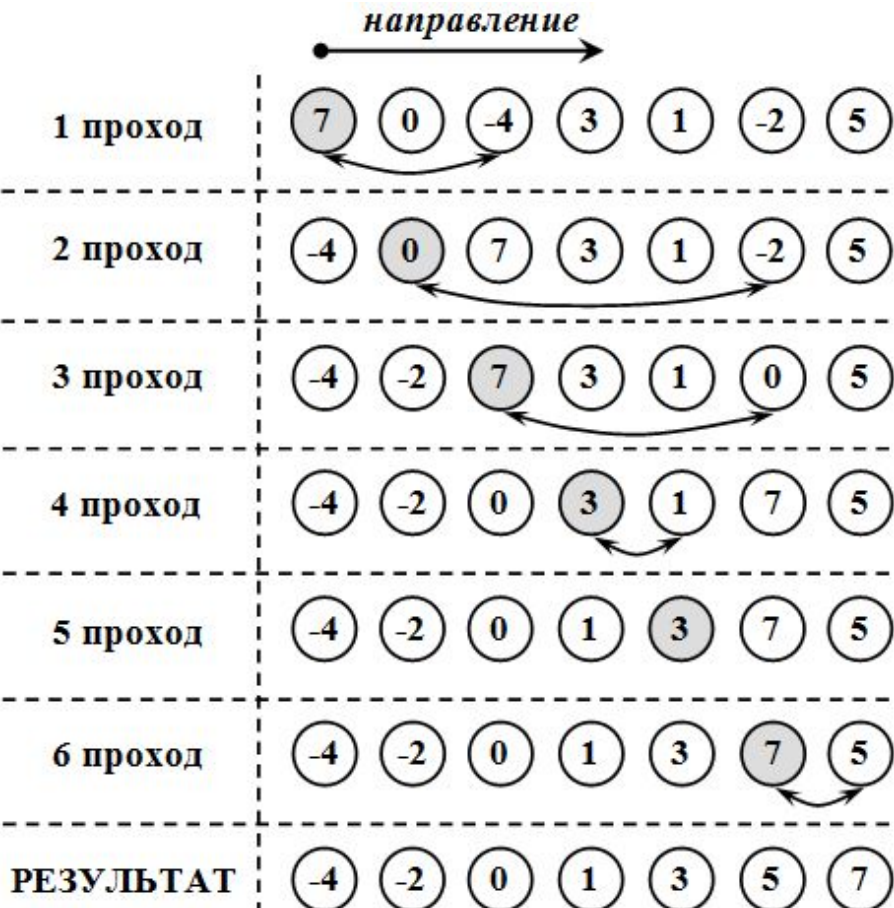 направление
1 проход 7 0 -4 3 1 -2 5
2 проход -4 0 7 3 1 -2 5
3 проход -4 -2 7 3 1 0 5
4 проход -4 -2 0 3 1 7 5
5 проход -4 -2 0 1 3 7 5
6 проход -4 -2 0 1 3 7 5
РЕЗУЛЬТАТ -4 -2 0 1 3 5 7